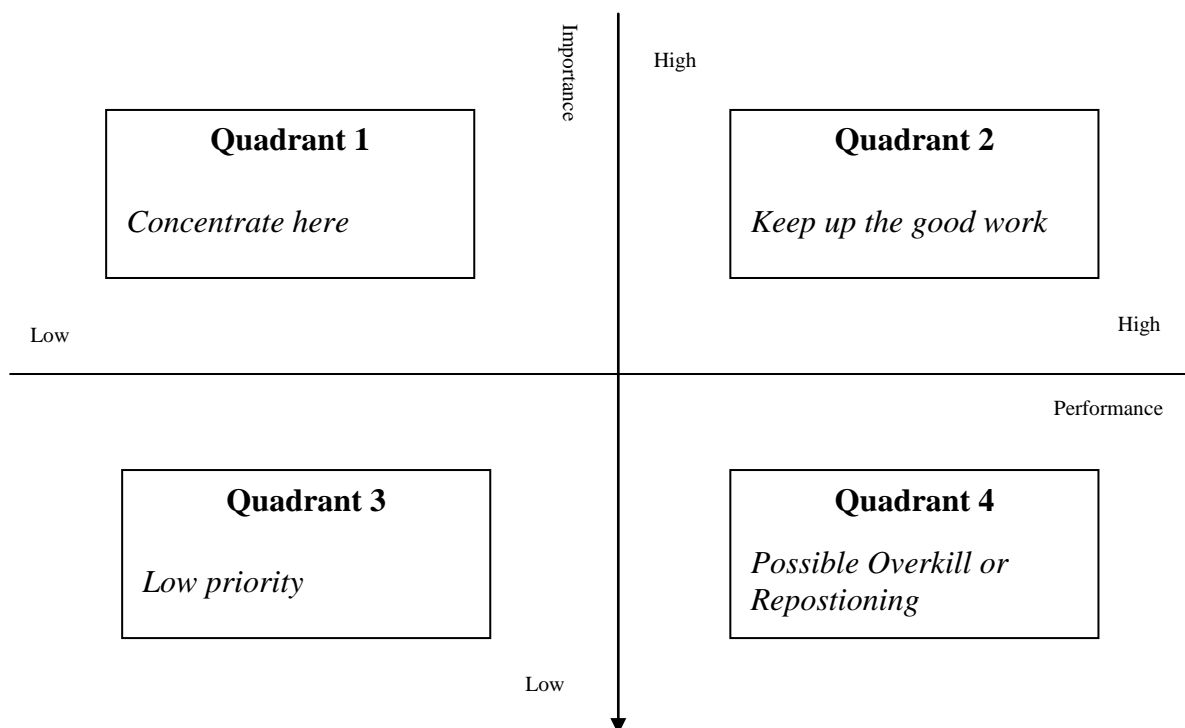 Importance
High
Quadrant 1
Concentrate here
Quadrant 2
Keep up the good work
Low
High
Performance
Quadrant 3
Low priority
Quadrant 4
Possible Overkill or
Repostioning
Low